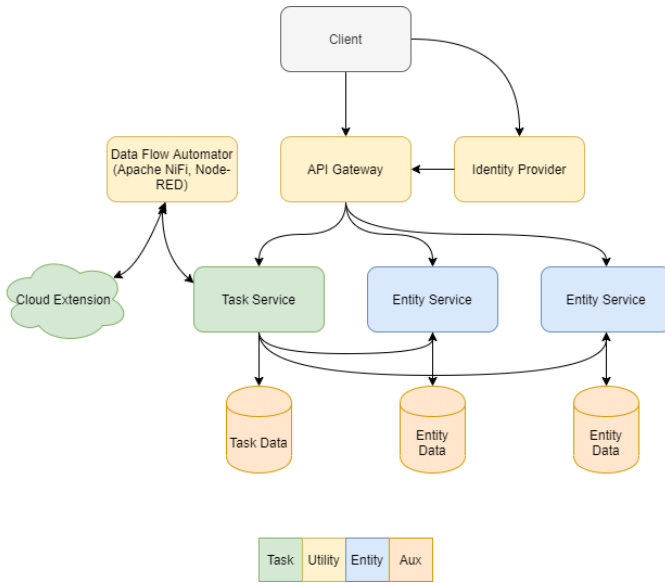 Client
Data Flow Automator
(Apache NiFi, Node-
RED)
API Gateway
Identity Provider
Cloud Extension
Task Service
Entity Service
Entity Service
Task Data
Entity
Data
Entity
Data
Task
Utility
Entity
Aux